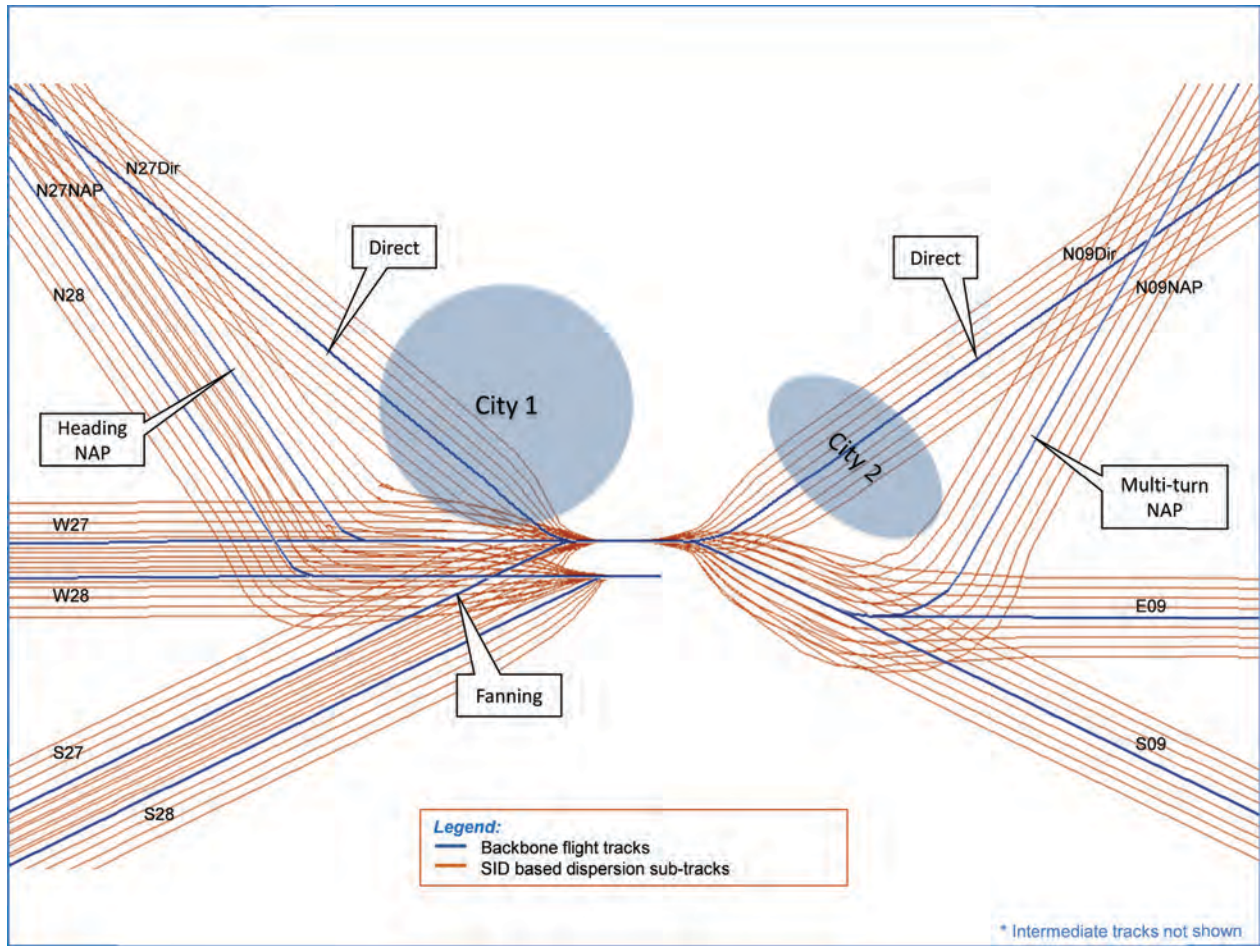 N27Dir
N27NAP
Direct
Direct
N09Dir
N28
N09NAP
City 1
Heading
NAP
City 2
Multi-turn
NAP
W27
W28
E09
Fanning
S27
S09
S28
Legend:
Backbone flight tracks
SID based dispersion sub-tracks
* Intermediate tracks not shown